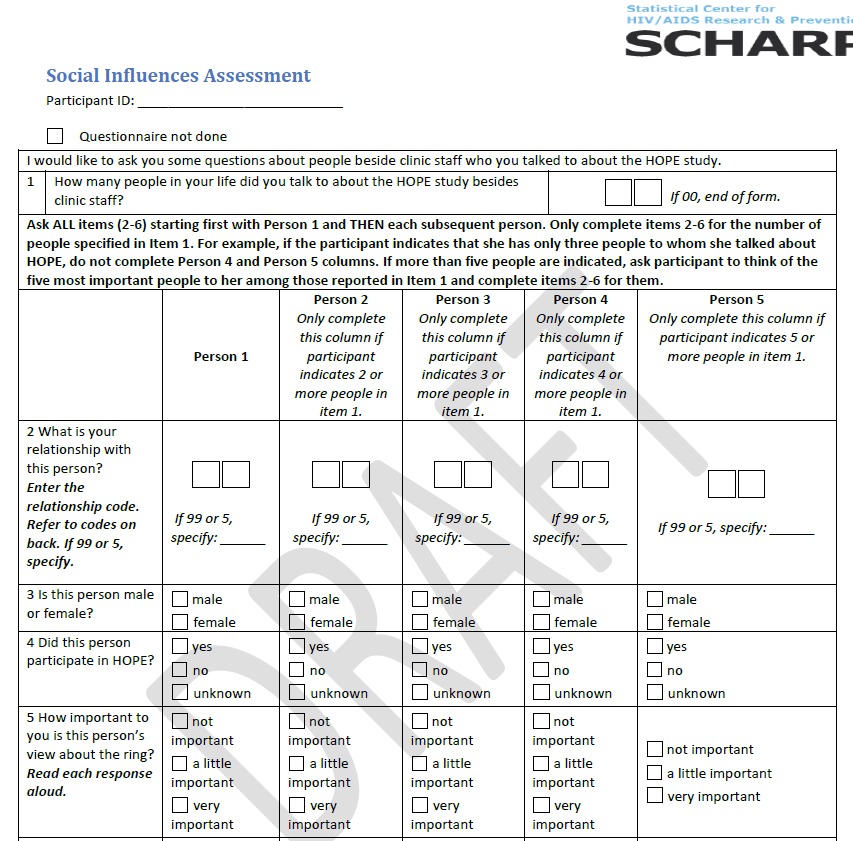 Statistical Center for
HIV/AIDS Research & Preventi
SCHARP
Social Influences Assessment
Participant ID: ___________________________
Questionnaire not done
I would like to ask you some questions about people beside clinic staff who you talked to about the HOPE study.
1 How many people in your life did you talk to about the HOPE study besides
clinic staff?
If 00, end of form.
Ask ALL items (2-6) starting first with Person 1 and THEN each subsequent person. Only complete items 2-6 for the number of
people specified in Item 1. For example, if the participant indicates that she has only three people to whom she talked about
HOPE, do not complete Person 4 and Person 5 columns. If more than five people are indicated, ask participant to think of the
five most important people to her among those reported in Item 1 and complete items 2-6 for them.
Person 1
Person 2
Only complete
this column if
participant
indicates 2 or
more people in
item 1.
Person 3
Only complete
this column if
participant
indicates 3 or
more people in
item 1.
Person 4
Only complete
this column if
participant
indicates 4 or
more people in
item 1.
Person 5
Only complete this column if
participant indicates 5 or
more people in item 1.
2 What is your
relationship with
this person?
Enter the
relationship code.
Refer to codes on
back. If 99 or 5,
specify.
If 99 or 5,
specify: ______
If 99 or 5,
specify: ______
If 99 or 5,
specify: ______
If 99 or 5,
specify: ______
If 99 or 5, specify: ______
3 Is this person male
or female?
male
female
male
female
male
female
male
female
male
female
4 Did this person
participate in HOPE?
yes
no
unknown
yes
no
unknown
yes
no
unknown
yes
no
unknown
yes
no
unknown
5 How important to
you is this person's
view about the ring?
Read each response
aloud.
not
important
a little
important
very
important
not
important
a little
important
very
important
not
important
a little
important
very
important
not
important
a little
important
very
important
not important
a little important
very important
DRAFT